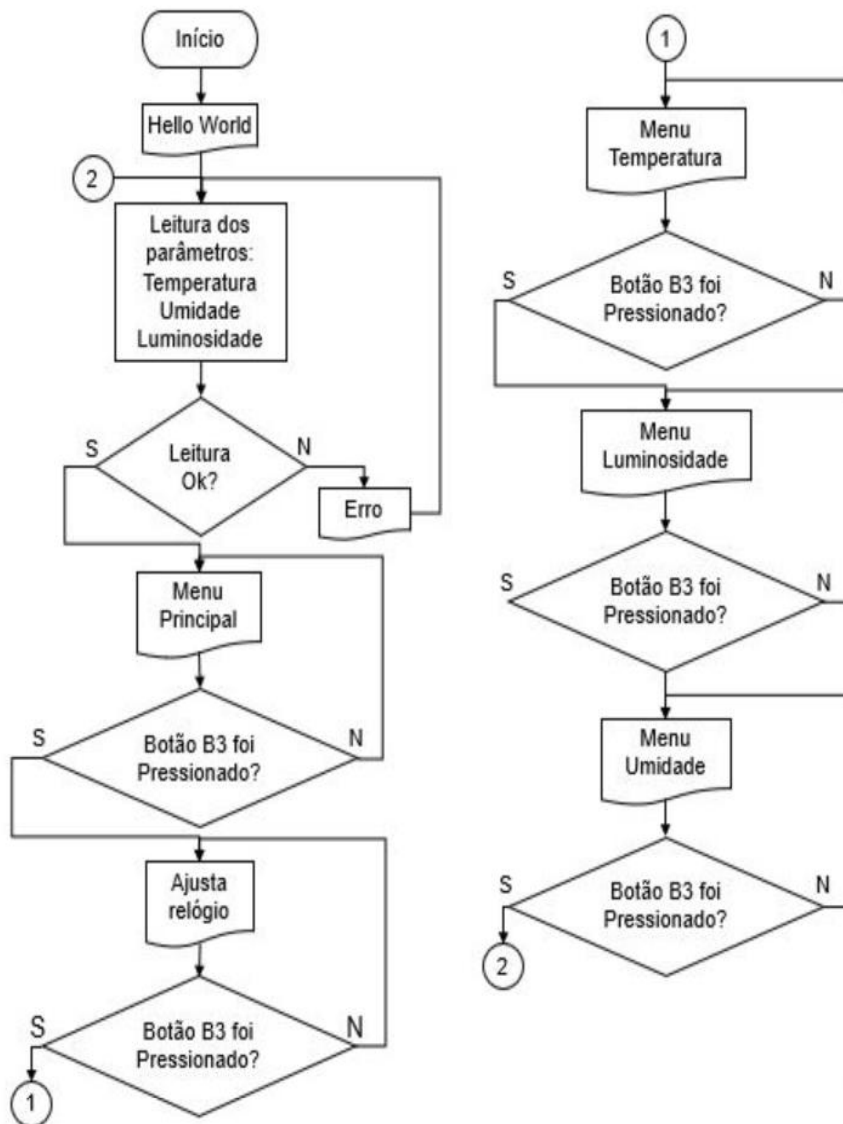 Início
Hello World
2
Leitura dos
parâmetros:
Temperatura
Umidade
Luminosidade
S
Leitura
Ok?
N
Erro
Menu
Principal
S
Botão B3 foi
Pressionado?
N
Ajusta
relógio
S
Botão B3 foi
Pressionado?
N
1
1
Menu
Temperatura
S
Botão B3 foi
Pressionado?
N
Menu
Luminosidade
S
Botão B3 foi
Pressionado?
N
Menu
Umidade
S
Botão B3 foi
Pressionado?
N
2